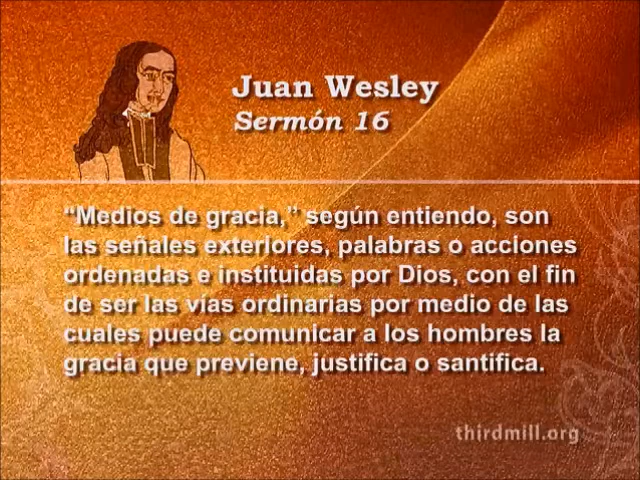 Juan Wesley
Sermón 16
“Medios de gracia,” según entiendo, son
las señales exteriores, palabras o acciones
ordenadas e instituidas por Dios, con el fin
de ser las vías ordinarias por medio de las
cuales puede comunicar a los hombres la
gracia que previene, justifica o santifica.
thirdmill.org